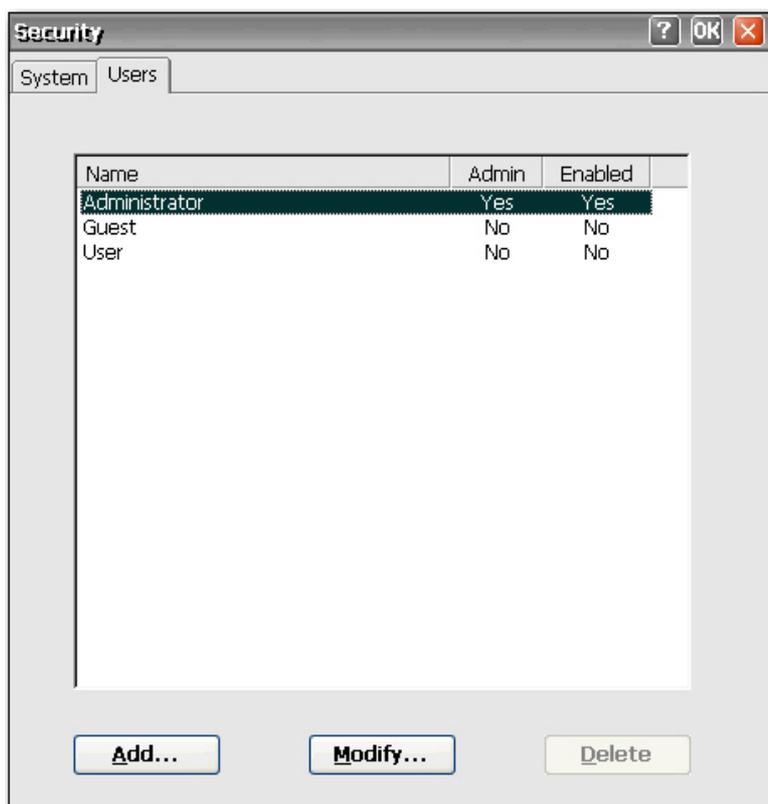 Security ? OK
System Users
Name Admin Enabled
Administrator Yes Yes
Guest No No
User No No
Add... Modify... Delete